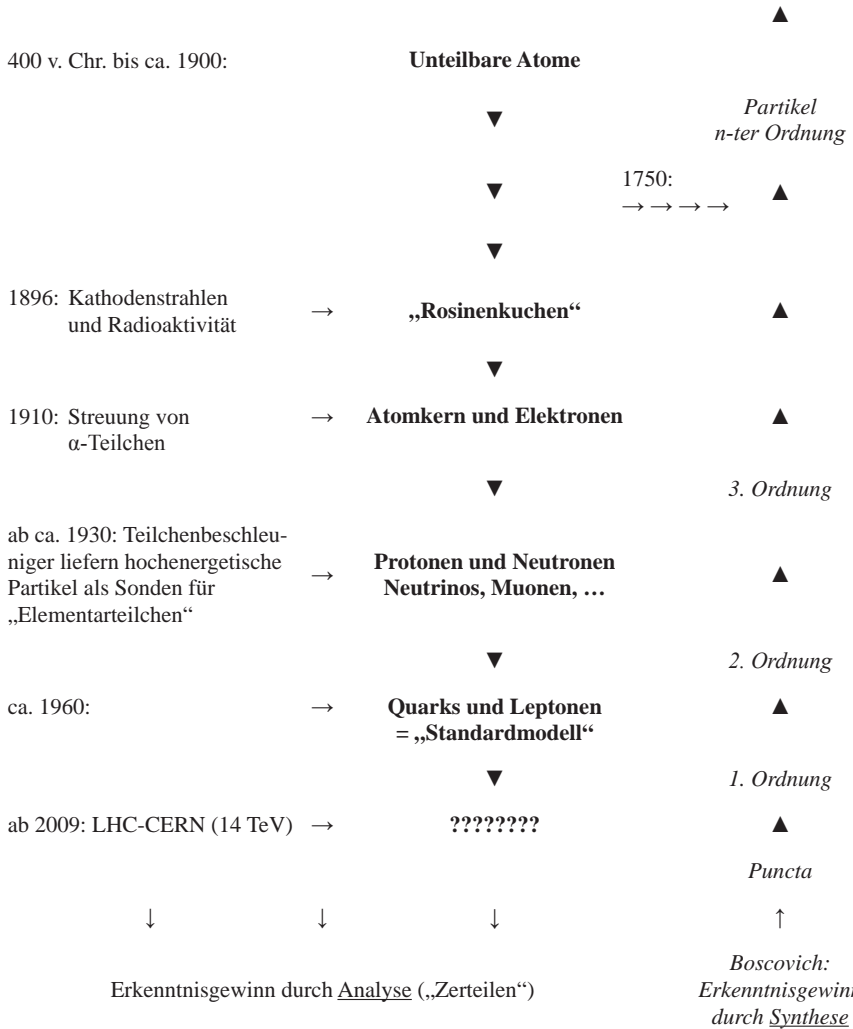 ▲
400 v. Chr. bis ca. 1900: Unteilbare Atome
▼ Partikel
n-ter Ordnung
1750:
▼ → → → → ▲
▼
1896: Kathodenstrahlen
und Radioaktivität → „Rosinenkuchen“ ▲
▼
1910: Streuung von → Atomkern und Elektronen ▲
α-Teilchen
▼ 3. Ordnung
ab ca. 1930: Teilchenbeschleu-
niger liefern hochenergetische Protonen und Neutronen
Partikel als Sonden für → Neutrinos, Muonen, … ▲
„Elementarteilchen“
▼ 2. Ordnung
ca. 1960: → Quarks und Leptonen ▲
= „Standardmodell“
▼ 1. Ordnung
ab 2009: LHC-CERN (14 TeV) → ???????? ▲
Puncta
↓ ↓ ↓ ↑
Erkenntnisgewinn durch Analyse („Zerteilen“)
Boscovich:
Erkenntnisgewinn
durch Synthese